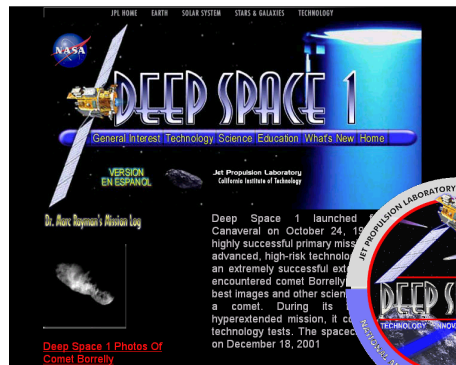 JPL HOME EARTH SOLAR SYSTEM STARS & GALAXIES TECHNOLOGY
NASA
DEEP SPACE 1
General Interest Technology Science Education What's New Home
VERSION
EN ESPANOL
Jet Propulsion Laboratory
California Institute of Technology
Dr. Marc Rayman's Mission Log
Deep Space 1 launched
Canaveral on October 24,
highly successful primary
advanced, high-risk
an extremely successful
encountered comet Borrelly
best images and other
a comet. During its
hyperextended mission, it
technology tests. The
on December 18, 2001
Deep Space 1 Photos Of
Comet Borrelly
JET PROPULSION LABORATORY
DEEP
TECHNOLOGY